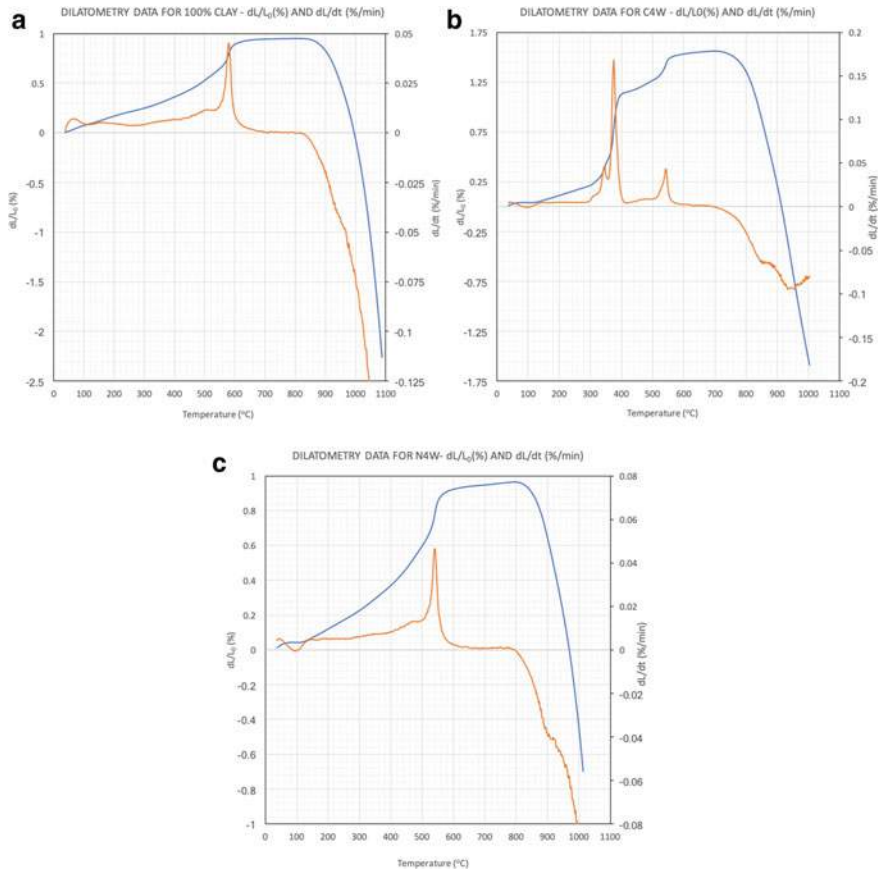 a
DILATOMETRY DATA FOR 100% CLAY - dL/L₀(%) AND dL/dt (%/min)
1
0.5
0
-0.5
-1
-1.5
-2
-2.5
dL/L₀ (%)
0.05
0.025
0
-0.025
-0.05
-0.075
-0.1
-0.125
dL/dt (%/min)
0 100 200 300 400 500 600 700 800 900 1000 1100
Temperature (°C)
b
DILATOMETRY DATA FOR C4W - dL/L0(%) AND dL/dt (%/min)
1.75
1.25
0.75
0.25
-0.25
-0.75
-1.25
-1.75
dL/L₀ (%)
0.2
0.15
0.1
0.05
0
-0.05
-0.1
-0.15
-0.2
dL/dt (%/min)
0 100 200 300 400 500 600 700 800 900 1000 1100
Temperature (°C)
c
DILATOMETRY DATA FOR N4W- dL/L₀(%) AND dL/dt (%/min)
1
0.8
0.6
0.4
0.2
0
-0.2
-0.4
-0.6
-0.8
-1
dL/L₀ (%)
0.08
0.06
0.04
0.02
0
-0.02
-0.04
-0.06
-0.08
dL/dt (%/min)
0 100 200 300 400 500 600 700 800 900 1000 1100
Temperature (°C)